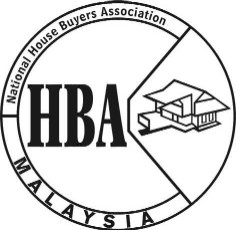 National House Buyers Association
HBA
MALAYSIA